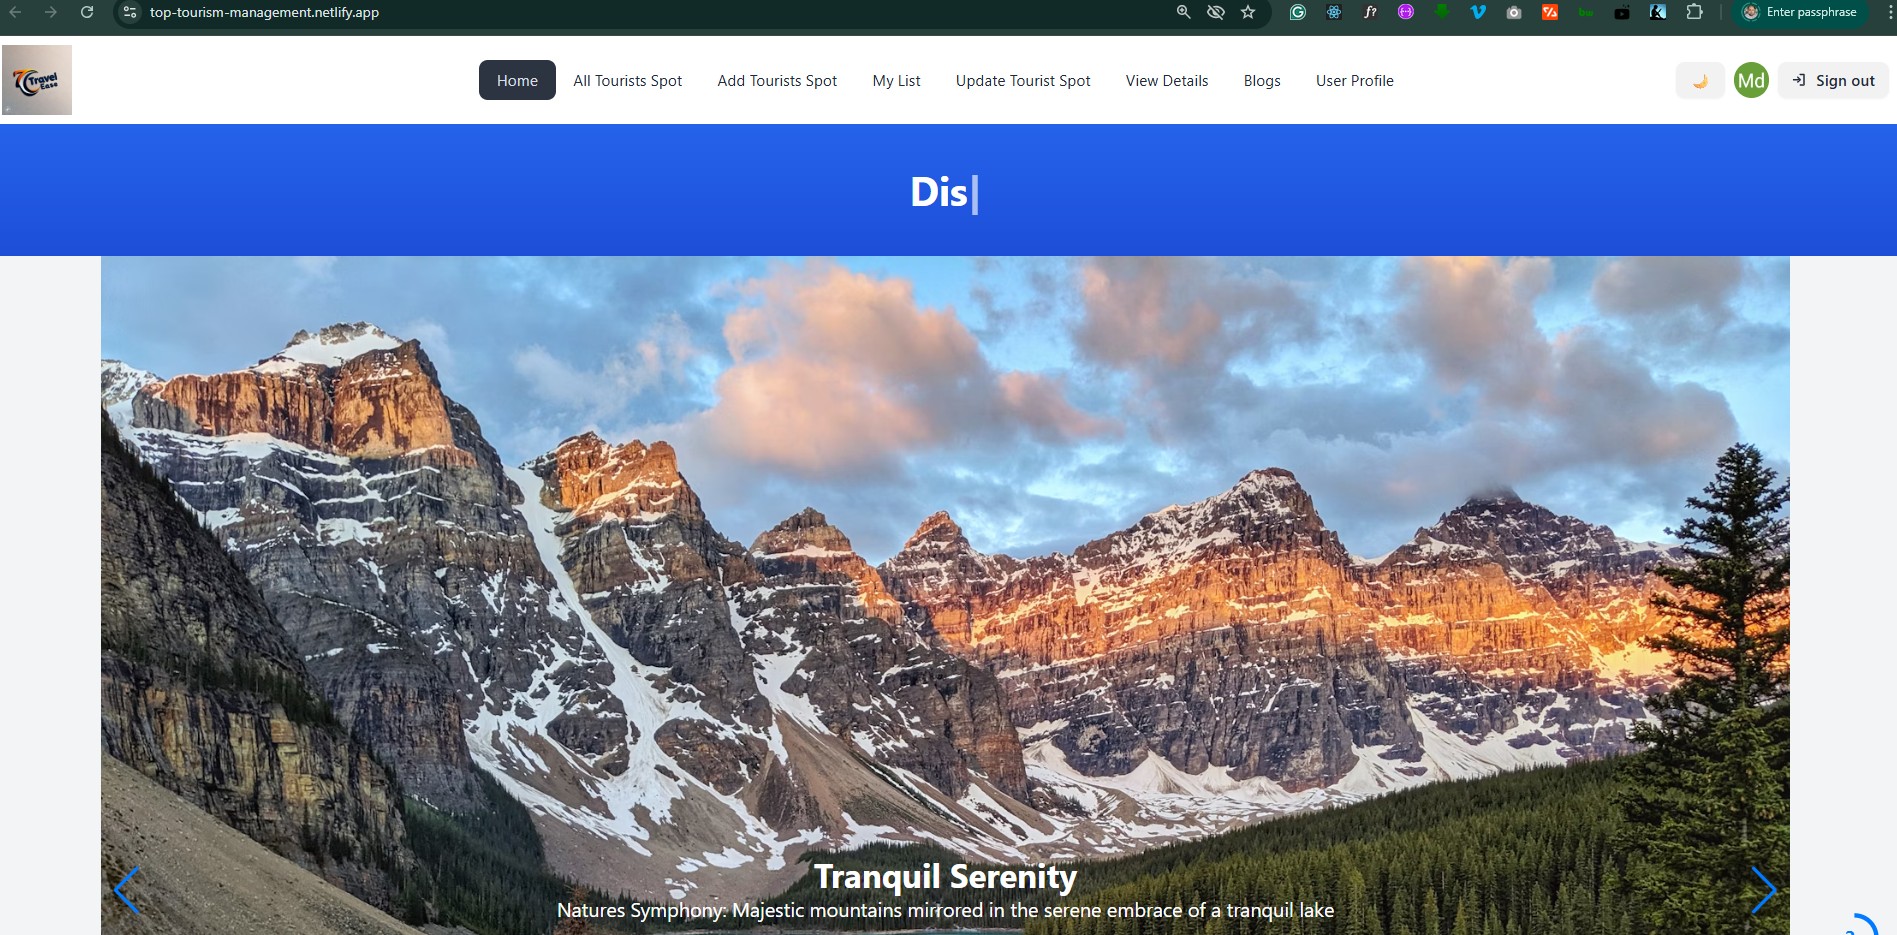 top-tourism-management.netlify.app
Enter passphrase
Travel
Ease
Home
All Tourists Spot
Add Tourists Spot
My List
Update Tourist Spot
View Details
Blogs
User Profile
Md
Sign out
Dis
Tranquil Serenity
Natures Symphony: Majestic mountains mirrored in the serene embrace of a tranquil lake